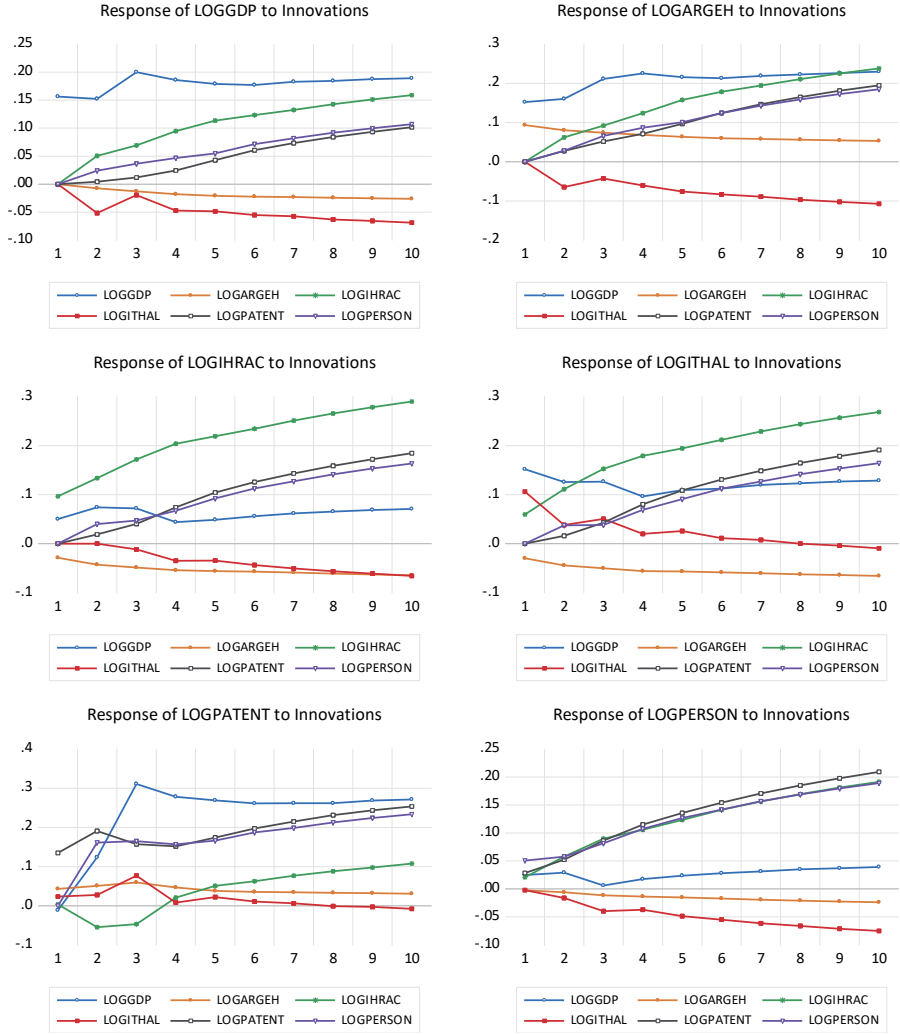 Response of LOGGDP to Innovations
.25
.20
.15
.10
.05
.00
-.05
-.10
1 2 3 4 5 6 7 8 9 10
LOGGDP LOGARGEH LOGIHRAC
LOGITHAL LOGPATENT LOGPERSON
Response of LOGARGEH to Innovations
.3
.2
.1
.0
-.1
-.2
1 2 3 4 5 6 7 8 9 10
LOGGDP LOGARGEH LOGIHRAC
LOGITHAL LOGPATENT LOGPERSON
Response of LOGIHRAC to Innovations
.3
.2
.1
.0
-.1
1 2 3 4 5 6 7 8 9 10
LOGGDP LOGARGEH LOGIHRAC
LOGITHAL LOGPATENT LOGPERSON
Response of LOGITHAL to Innovations
.3
.2
.1
.0
-.1
1 2 3 4 5 6 7 8 9 10
LOGGDP LOGARGEH LOGIHRAC
LOGITHAL LOGPATENT LOGPERSON
Response of LOGPATENT to Innovations
.4
.3
.2
.1
.0
-.1
1 2 3 4 5 6 7 8 9 10
LOGGDP LOGARGEH LOGIHRAC
LOGITHAL LOGPATENT LOGPERSON
Response of LOGPERSON to Innovations
.25
.20
.15
.10
.05
.00
-.05
-.10
1 2 3 4 5 6 7 8 9 10
LOGGDP LOGARGEH LOGIHRAC
LOGITHAL LOGPATENT LOGPERSON